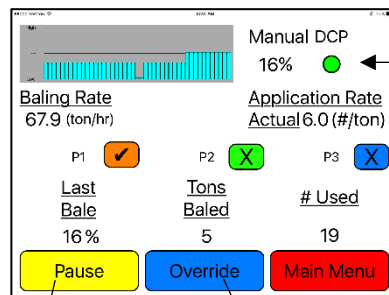 Manual DCP
16%
Baling Rate
67.9 (ton/hr)
Application Rate
Actual 6.0 (#/ton)
P1 ✔ P2 X P3 X
Last Bale
16%
Tons Baled
5
# Used
19
Pause Override Main Menu